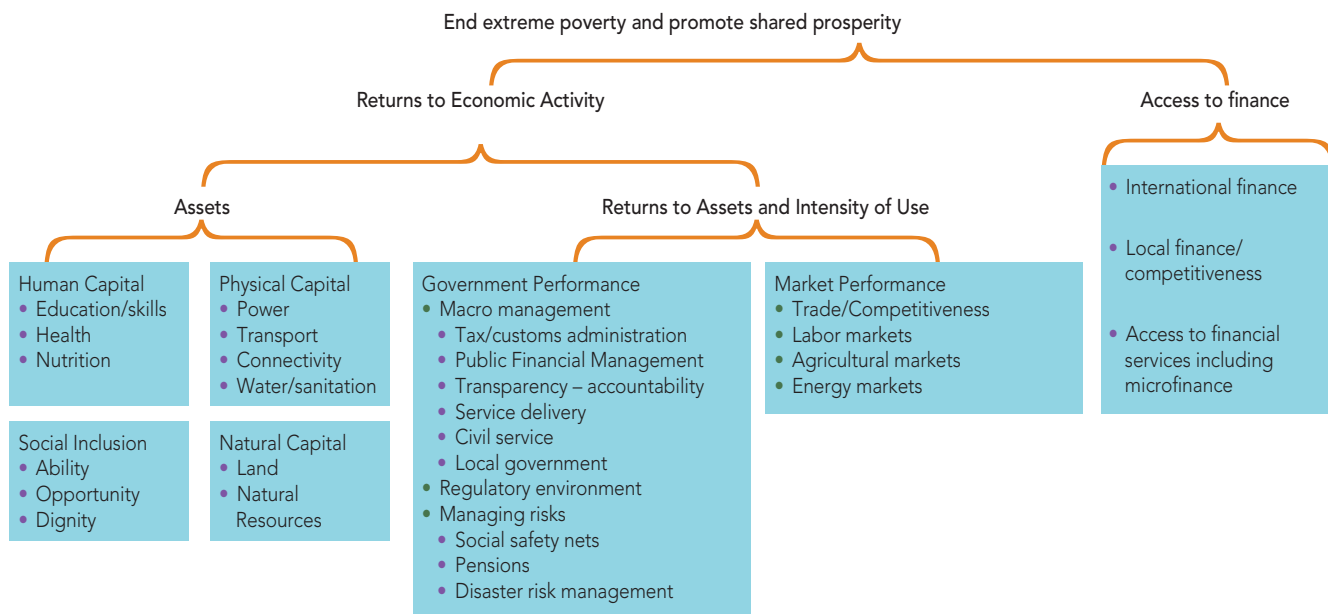 End extreme poverty and promote shared prosperity
Returns to Economic Activity
Access to finance
Assets
Returns to Assets and Intensity of Use
Human Capital
• Education/skills
• Health
• Nutrition
Physical Capital
• Power
• Transport
• Connectivity
• Water/sanitation
Social Inclusion
• Ability
• Opportunity
• Dignity
Natural Capital
• Land
• Natural
Resources
Government Performance
• Macro management
• Tax/customs administration
• Public Financial Management
• Transparency – accountability
• Service delivery
• Civil service
• Local government
• Regulatory environment
• Managing risks
• Social safety nets
• Pensions
• Disaster risk management
Market Performance
• Trade/Competitiveness
• Labor markets
• Agricultural markets
• Energy markets
• International finance
• Local finance/
competitiveness
• Access to financial
services including
microfinance